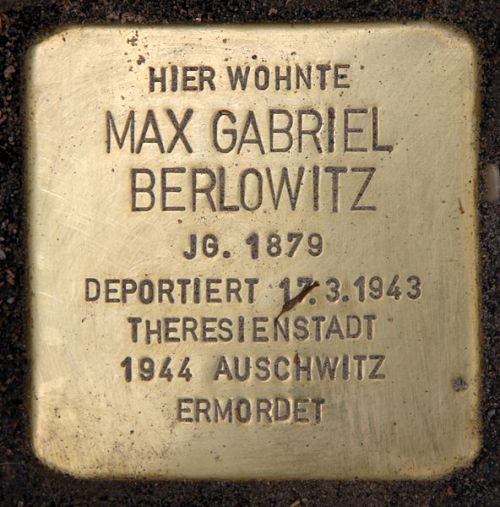 HIER WOHNTE
MAX GABRIEL
BERLOWITZ
JG. 1879
DEPORTIERT 17.3.1943
THERESIENSTADT
1944 AUSCHWITZ
ERMORDET